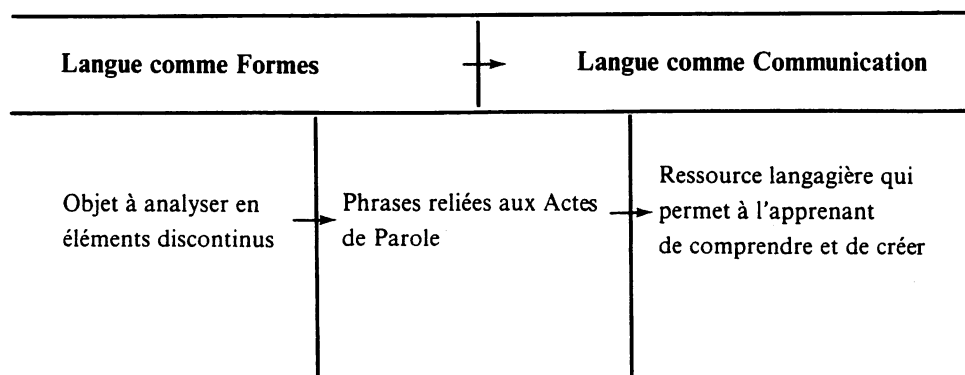 Langue comme Formes
Langue comme Communication
Objet à analyser en
éléments discontinus
Phrases reliées aux Actes
de Parole
Ressource langagière qui
permet à l'apprenant
de comprendre et de créer